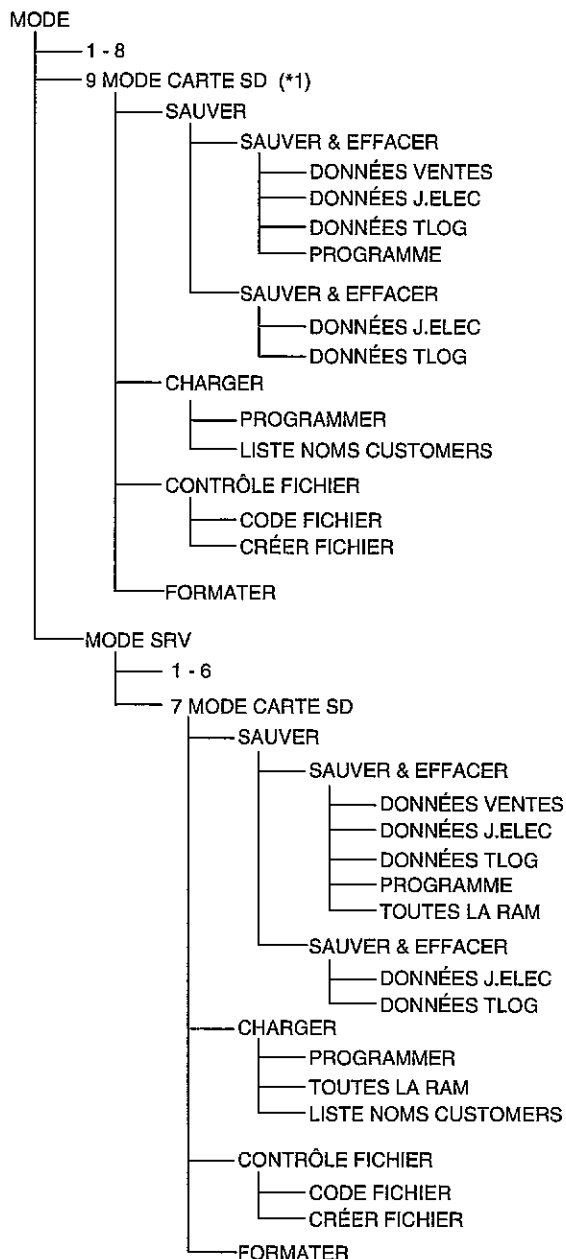 MODE
1 - 8
9 MODE CARTE SD (*1)
SAUVER
SAUVER & EFFACER
DONNÉES VENTES
DONNÉES J.ELEC
DONNÉES TLOG
PROGRAMME
SAUVER & EFFACER
DONNÉES J.ELEC
DONNÉES TLOG
CHARGER
PROGRAMMER
LISTE NOMS CUSTOMERS
CONTRÔLE FICHIER
CODE FICHIER
CRÉER FICHIER
FORMATER
MODE SRV
1 - 6
7 MODE CARTE SD
SAUVER
SAUVER & EFFACER
DONNÉES VENTES
DONNÉES J.ELEC
DONNÉES TLOG
PROGRAMME
TOUTES LA RAM
SAUVER & EFFACER
DONNÉES J.ELEC
DONNÉES TLOG
CHARGER
PROGRAMMER
TOUTES LA RAM
LISTE NOMS CUSTOMERS
CONTRÔLE FICHIER
CODE FICHIER
CRÉER FICHIER
FORMATER